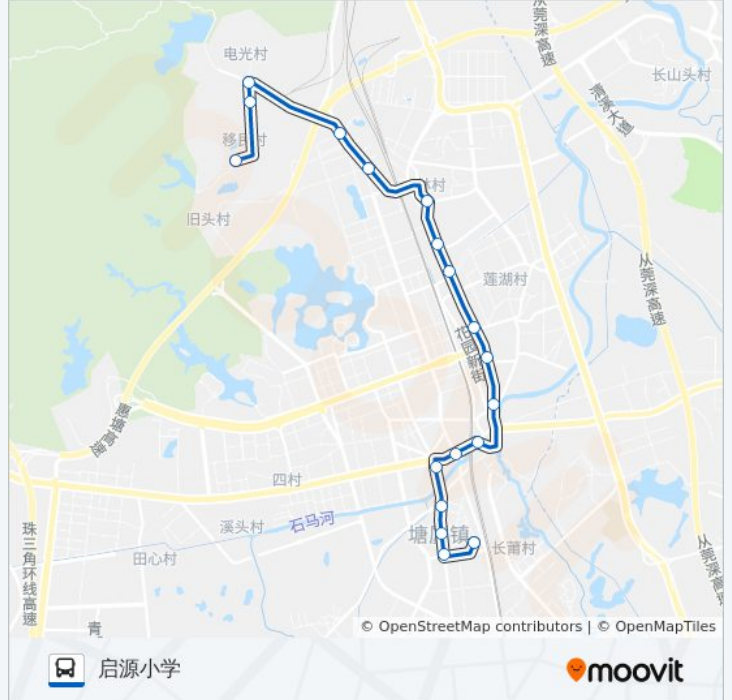 从莞深高速
电光村
长山头村
清溪大道
移民村
林村
旧头村
莲湖村
从莞深高速
花园新街
惠塘高速
四村
珠三角环线高速
溪头村
石马河
塘厦镇
长莆村
从莞深高速
田心村
青
© OpenStreetMap contributors | © OpenMapTiles
启源小学
moovit